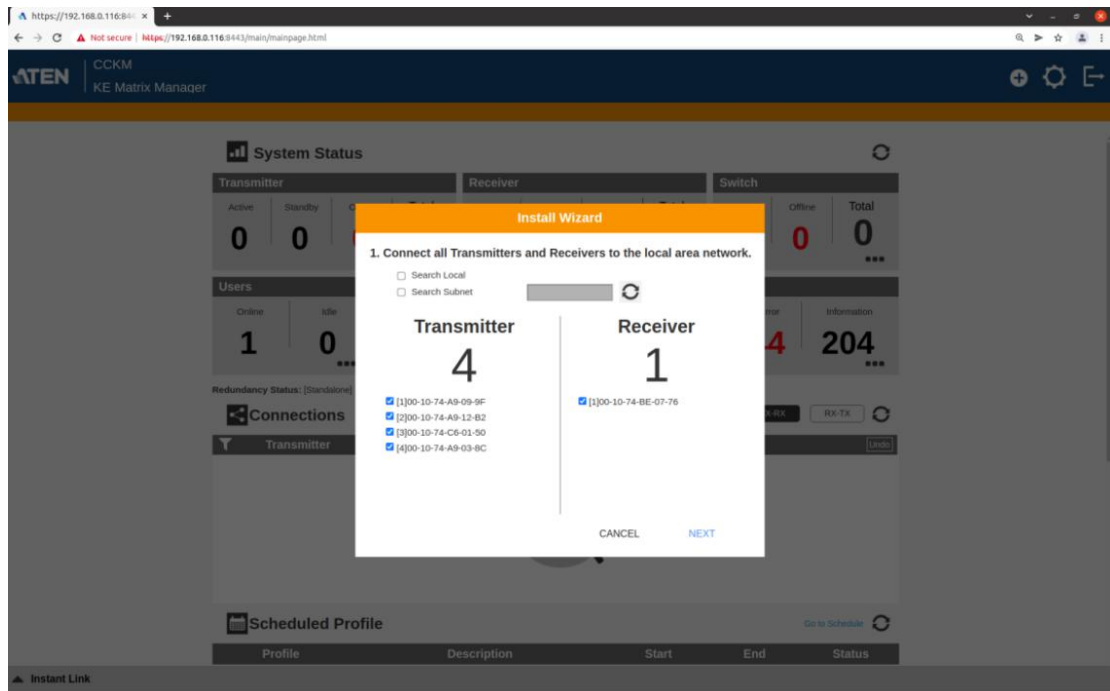 https://192.168.0.116:844
Not secure | https://192.168.0.116:8443/main/mainpage.html
ATEN
CCKM
KE Matrix Manager
System Status
Transmitter Receiver Switch
Active Standby Total Offline Total
0 0 0 0
Install Wizard
1. Connect all Transmitters and Receivers to the local area network.
Search Local
Search Subnet
Users
Online Idle Information
1 0 4 204
Transmitter
4
[1]00-10-74-A9-09-9F
[2]00-10-74-A9-12-B2
[3]00-10-74-C6-01-50
[4]00-10-74-A9-03-8C
Receiver
1
[1]00-10-74-BE-07-76
CANCEL NEXT
Redundancy Status: [Standalone]
Connections
X-RX RX-TX
Transmitter Undo
Scheduled Profile
Go to Schedule
Profile Description Start End Status
Instant Link